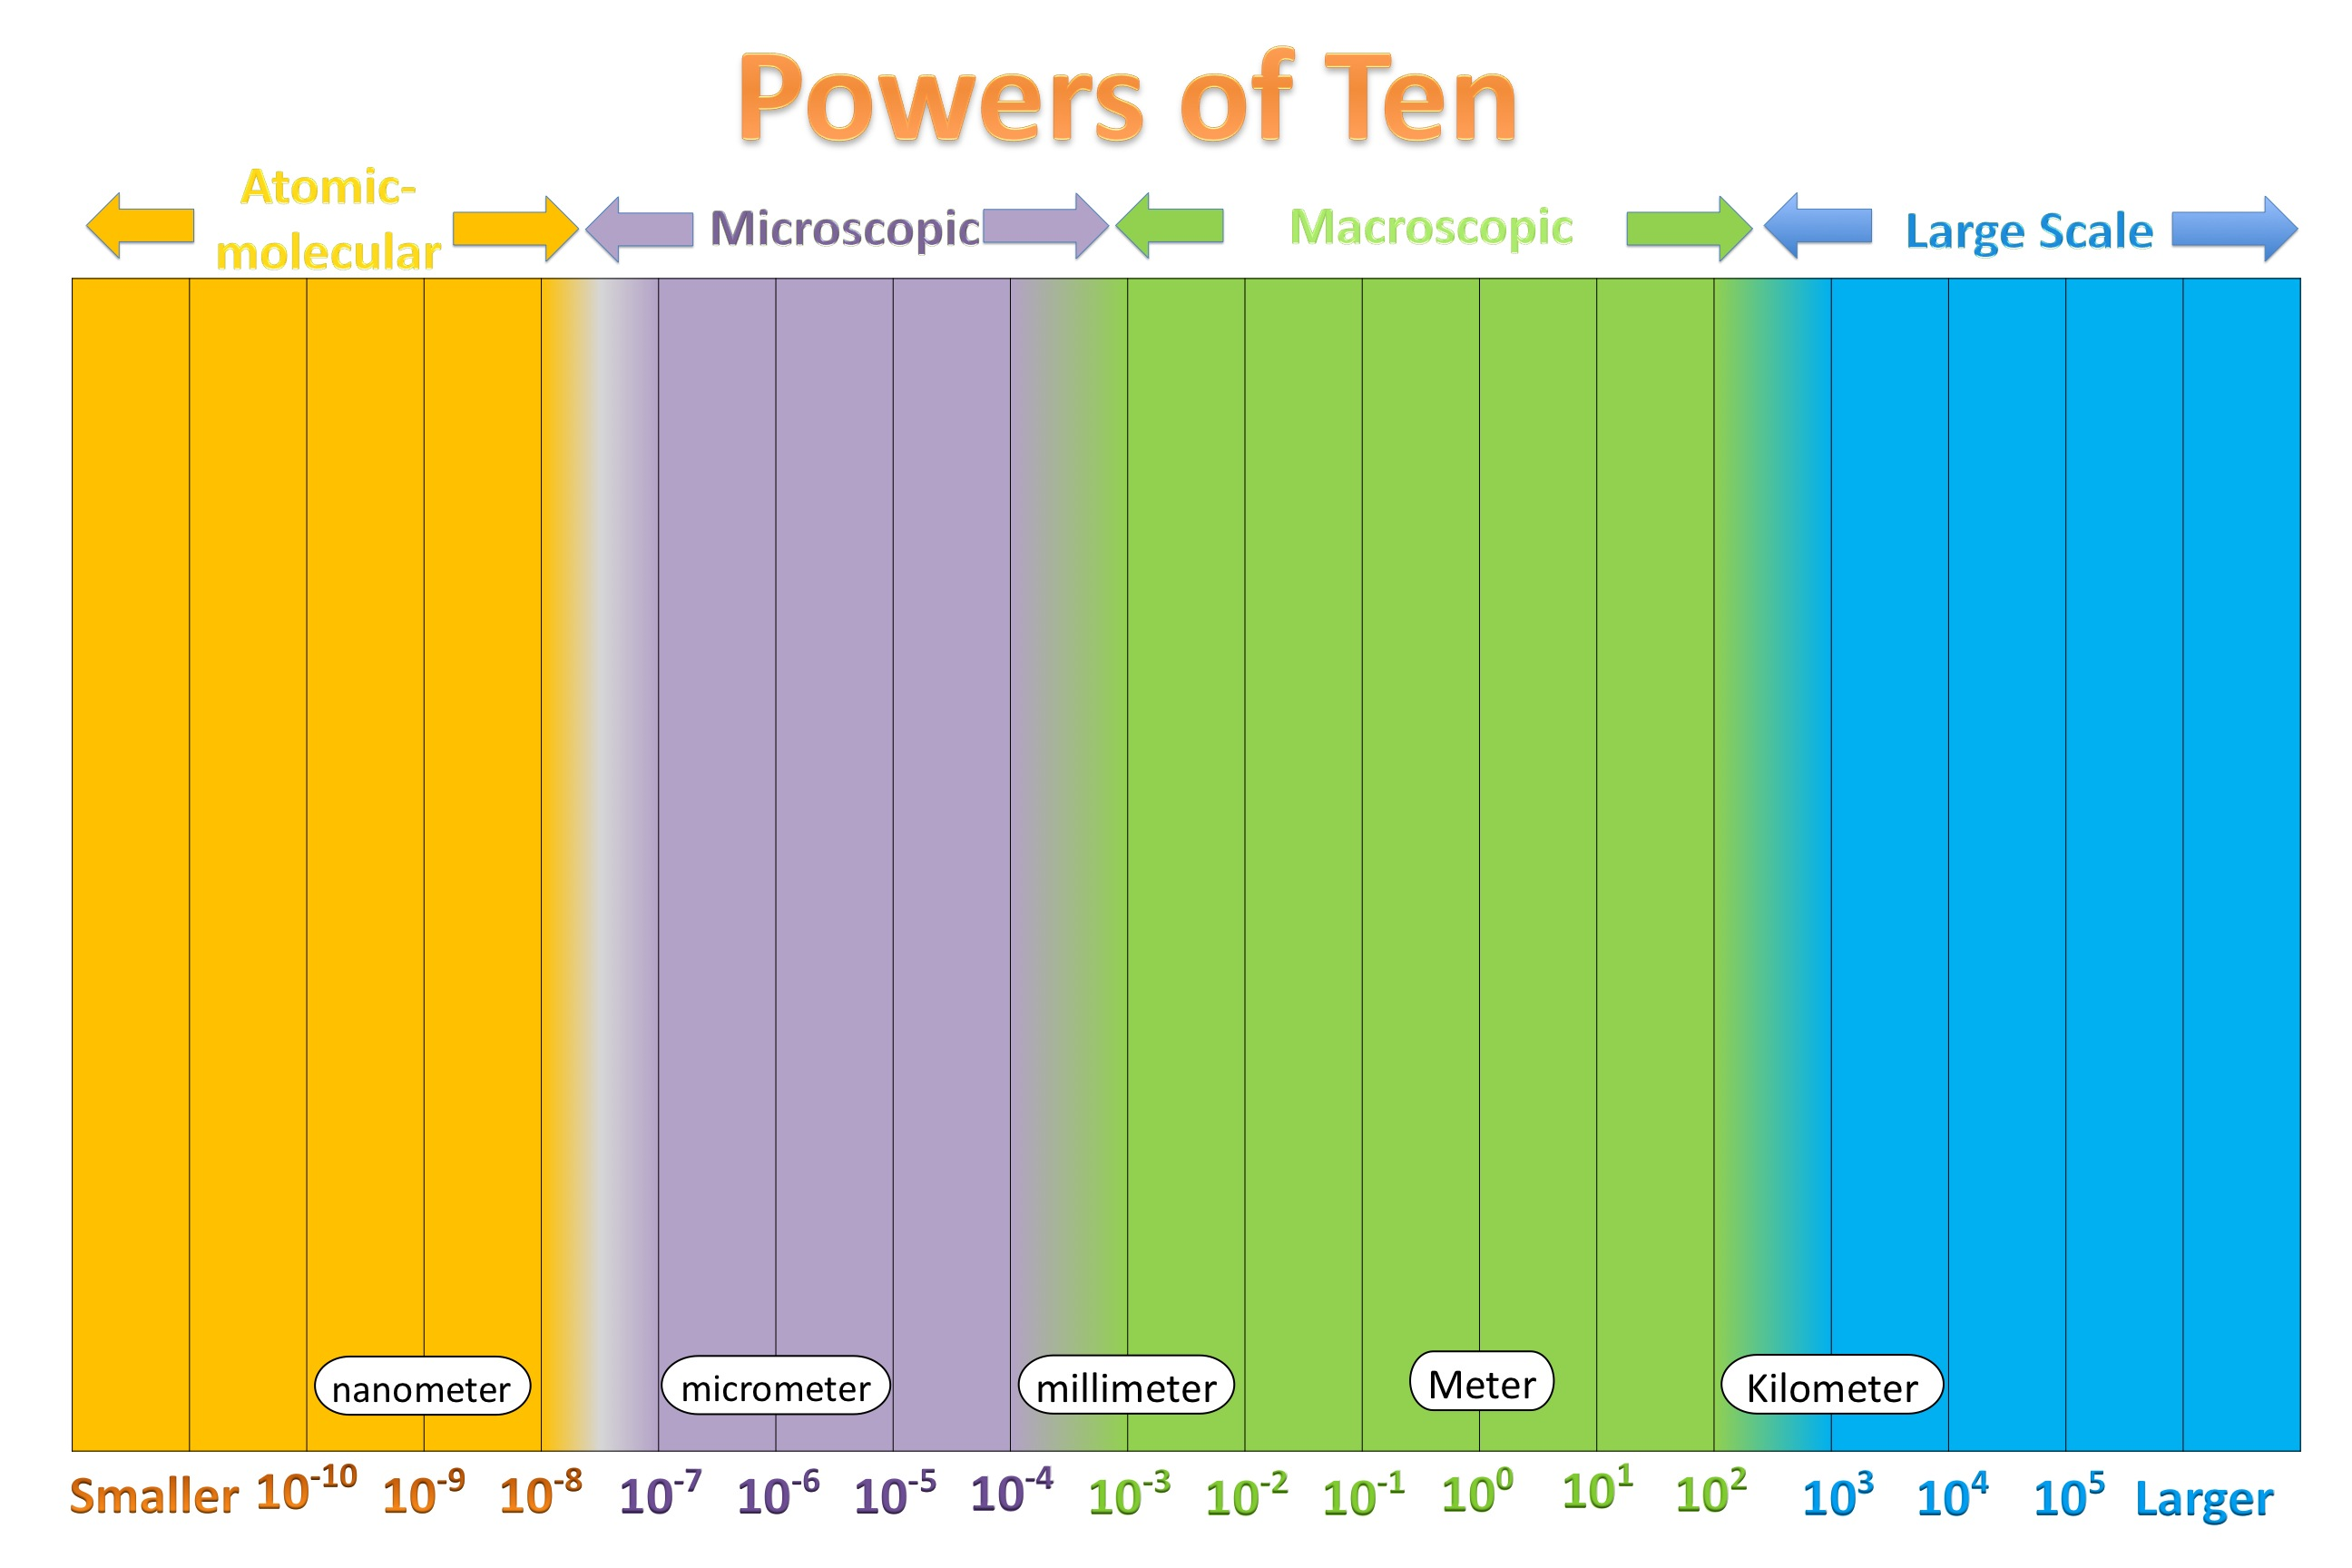 Powers of Ten
Atomic-
molecular
Microscopic
Macroscopic
Large Scale
nanometer
micrometer
millimeter
Meter
Kilometer
Smaller 10⁻¹⁰ 10⁻⁹ 10⁻⁸ 10⁻⁷ 10⁻⁶ 10⁻⁵ 10⁻⁴ 10⁻³ 10⁻² 10⁻¹ 10⁰ 10¹ 10² 10³ 10⁴ 10⁵ Larger